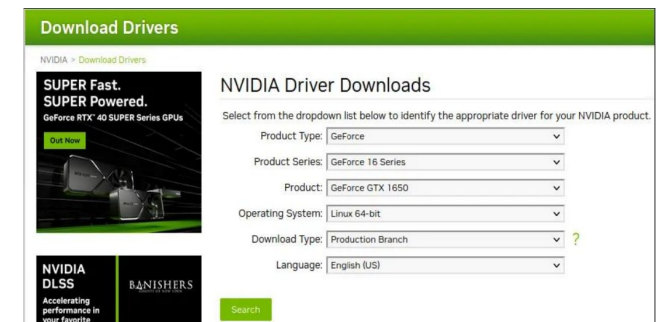 Download Drivers
NVIDIA > Download Drivers
SUPER Fast.
SUPER Powered.
GeForce RTX™ 40 SUPER Series GPUs
Out Now
NVIDIA
DLSS
Accelerating
performance in
your favorite
BANISHERS
NVIDIA Driver Downloads
Select from the dropdown list below to identify the appropriate driver for your NVIDIA product.
Product Type: GeForce
Product Series: GeForce 16 Series
Product: GeForce GTX 1650
Operating System: Linux 64-bit
Download Type: Production Branch ?
Language: English (US)
Search